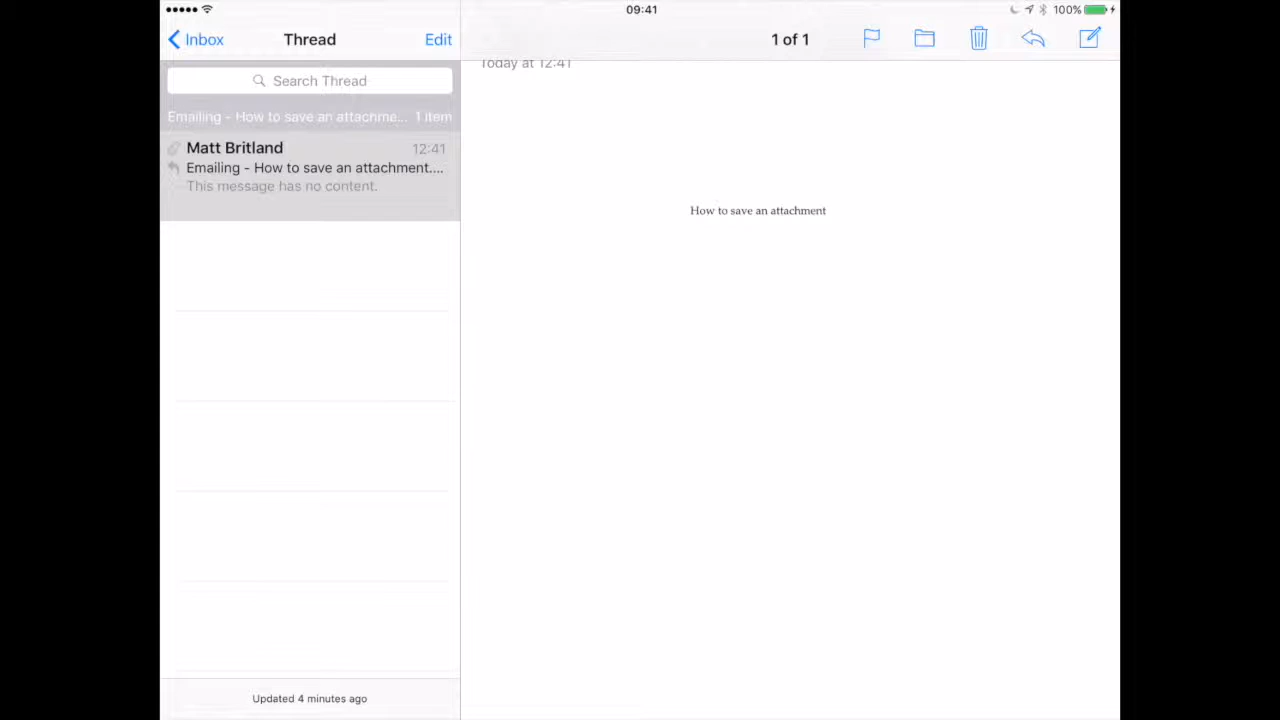 09:41
100%
Inbox
Thread
Edit
1 of 1
Search Thread
Today at 12:41
Emailing - How to save an attachme... 1 item
Matt Britland
12:41
Emailing - How to save an attachment....
This message has no content.
How to save an attachment
Updated 4 minutes ago